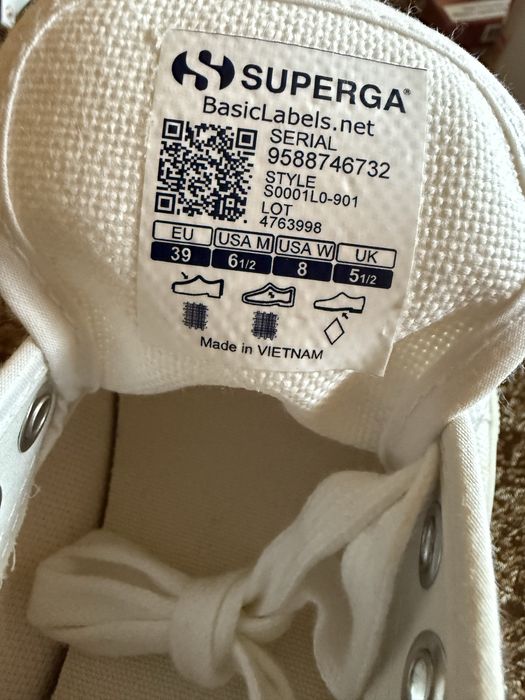 SUPERGA®
BasicLabels.net
SERIAL
9588746732
STYLE
S0001L0-901
LOT
4763998
EU USA M USA W UK
39 6 1/2 8 5 1/2
Made in VIETNAM